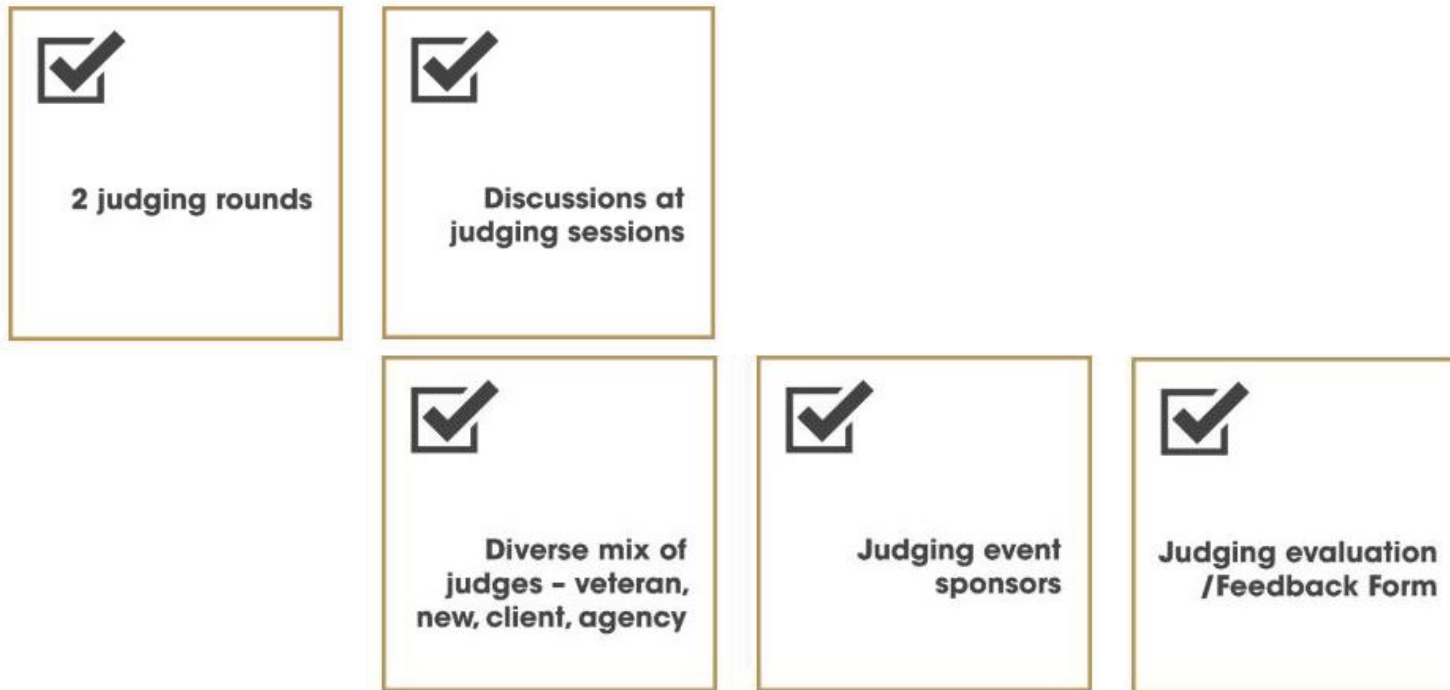 2 judging rounds
Discussions at
judging sessions
Diverse mix of
judges – veteran,
new, client, agency
Judging event
sponsors
Judging evaluation
/Feedback Form